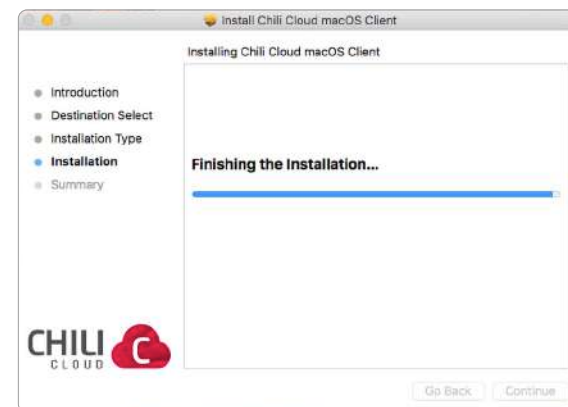 Install Chili Cloud macOS Client
Installing Chili Cloud macOS Client
Introduction
Destination Select
Installation Type
Installation
Summary
Finishing the Installation...
CHILI C
CLOUD
Go Back Continue